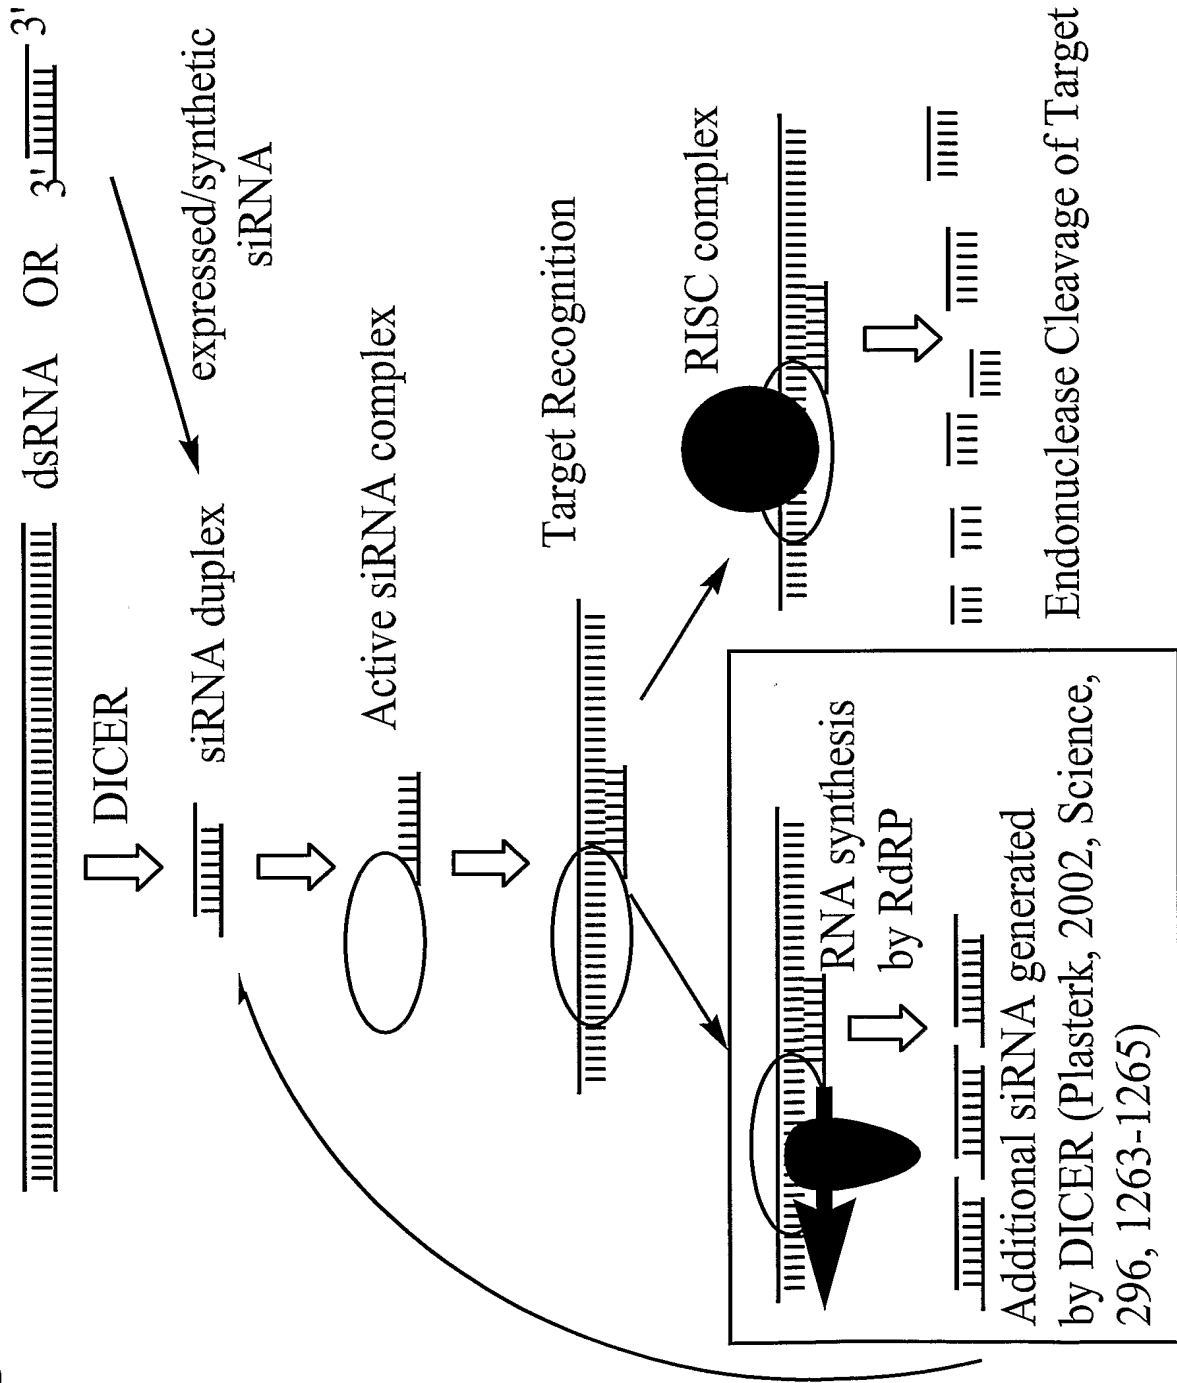 dsRNA OR 3' 3'
DICER
expressed/synthetic
siRNA
siRNA duplex
Active siRNA complex
Target Recognition
RISC complex
RNA synthesis
by RdRP
Additional siRNA generated
by DICER (Plasterk, 2002, Science,
296, 1263-1265)
Endonuclease Cleavage of Target